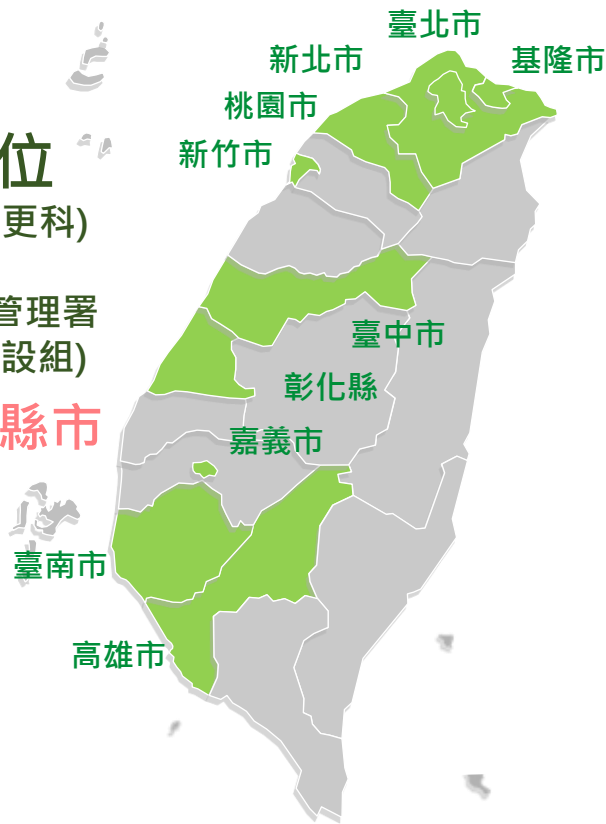 臺北市
新北市
基隆市
桃園市
新竹市
位
更科)
管理署
設組)
縣市
臺中市
彰化縣
嘉義市
臺南市
高雄市